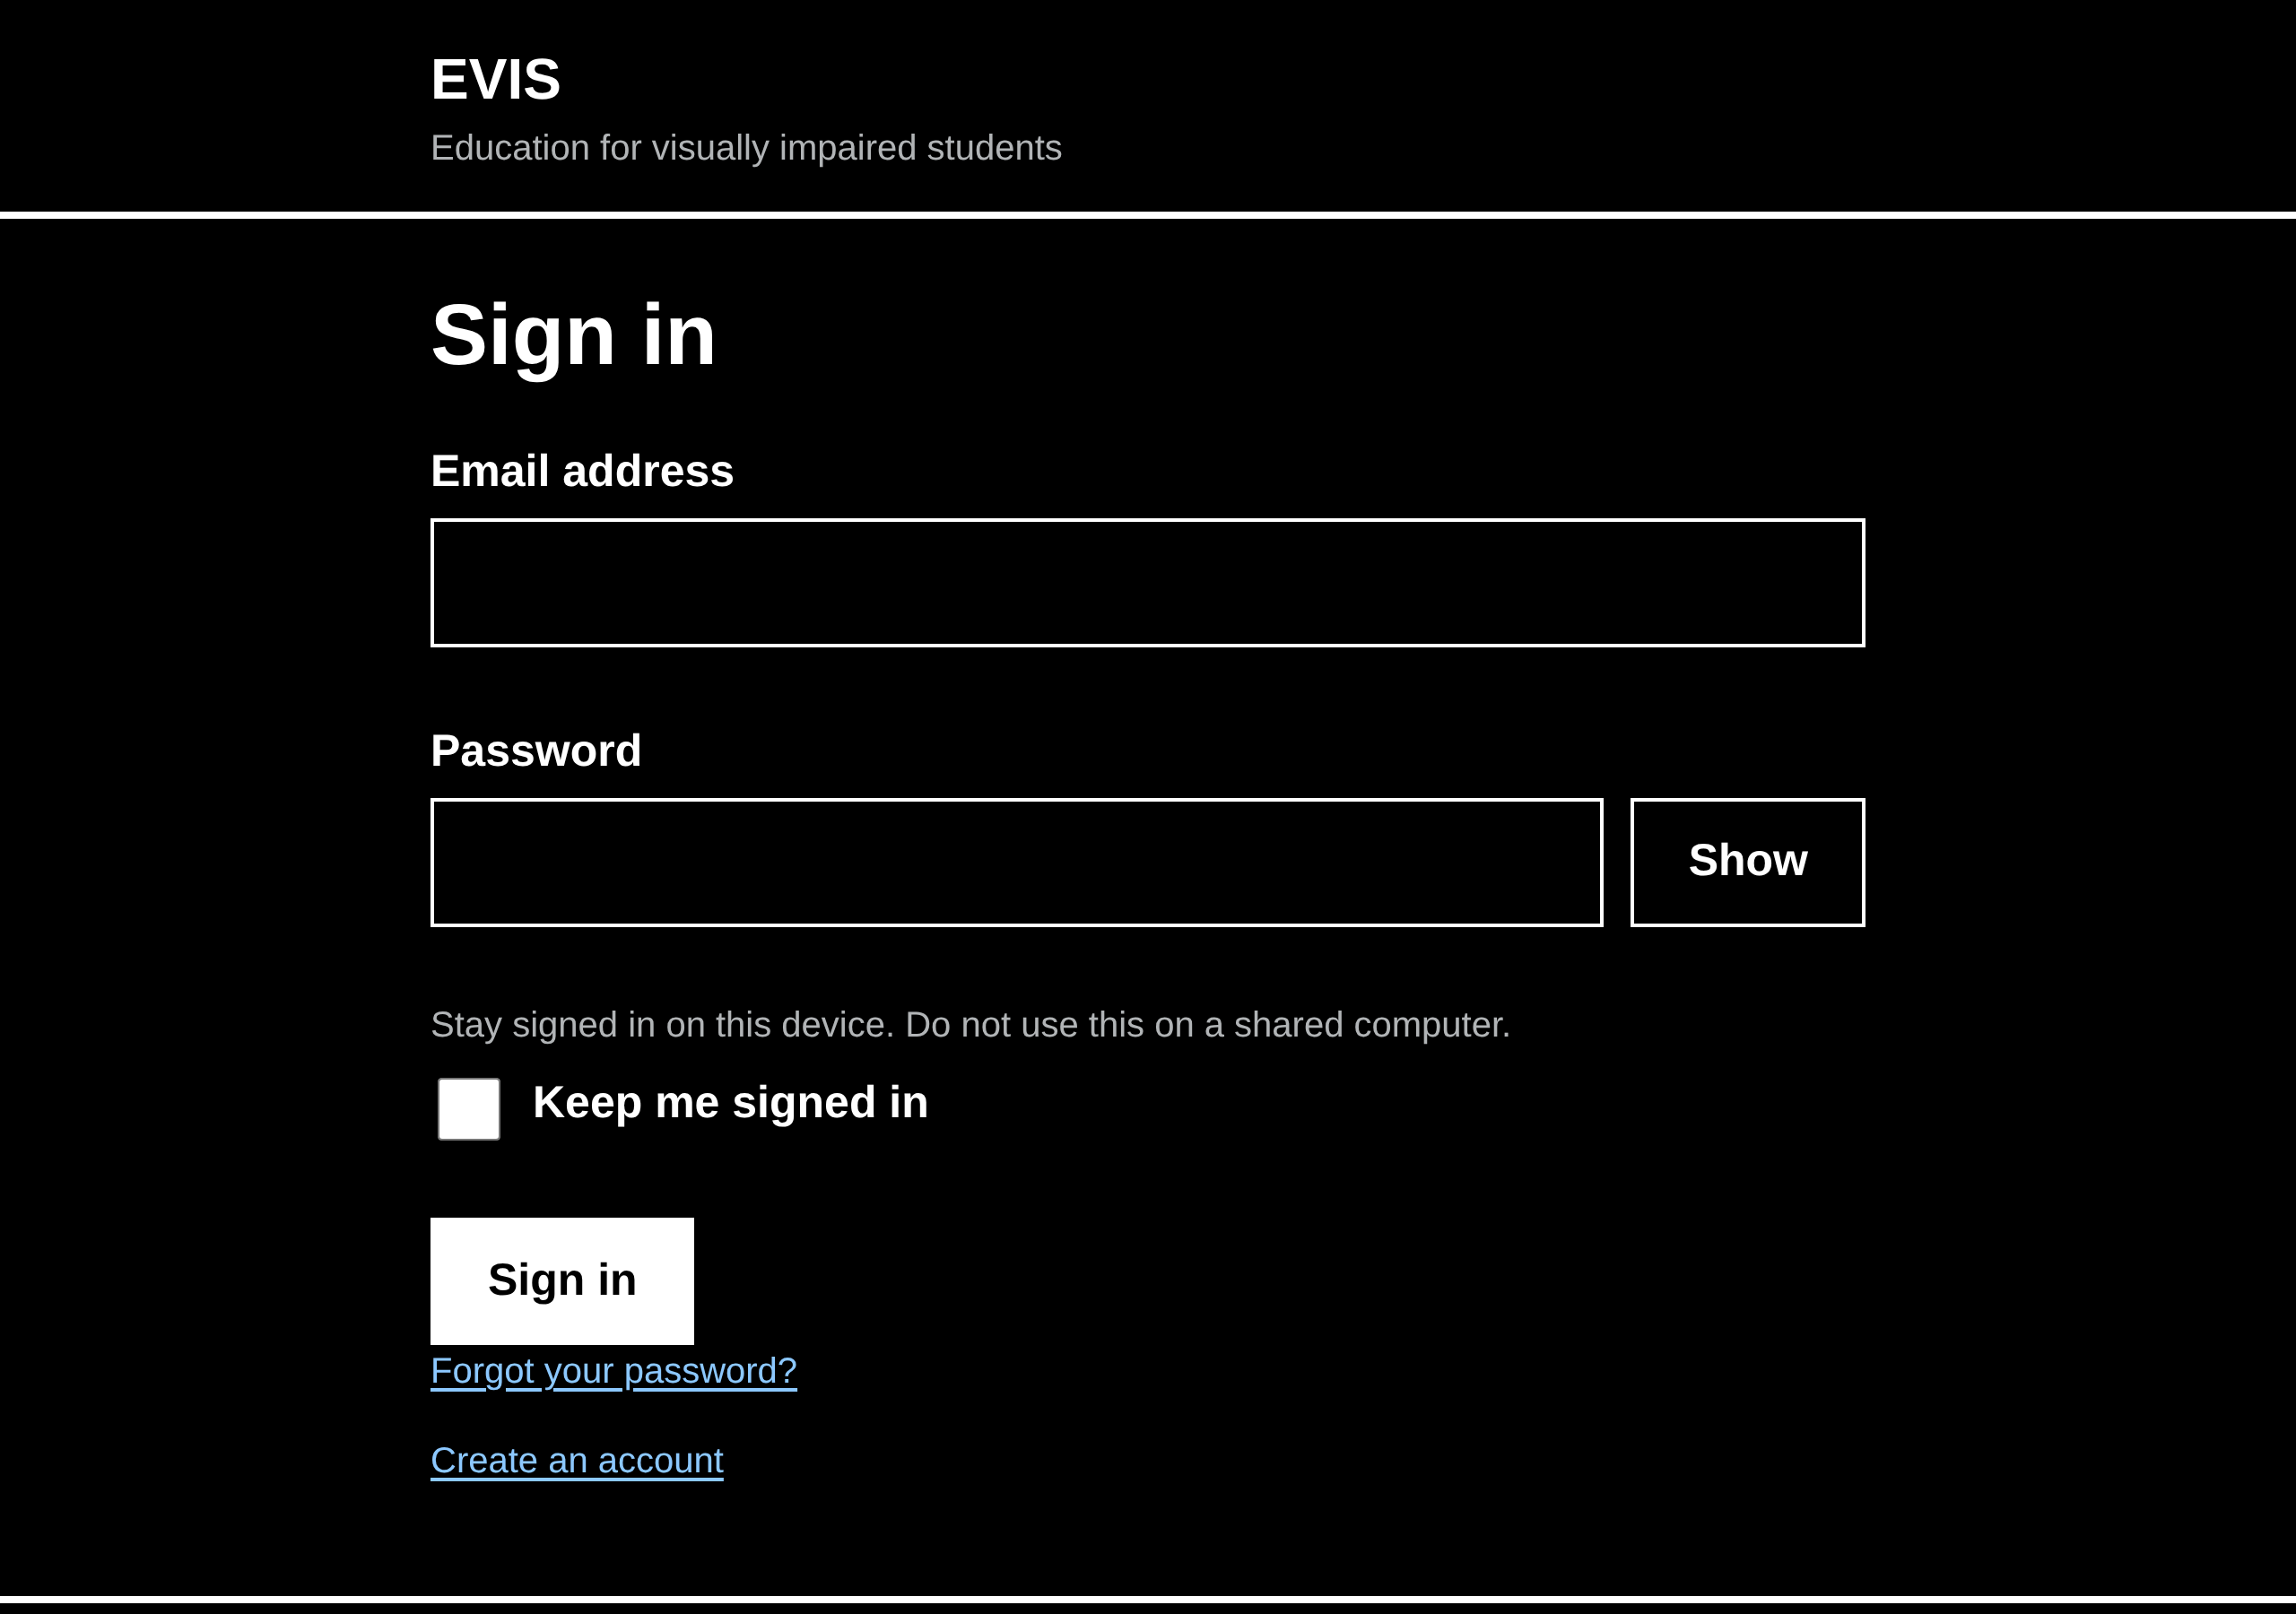 EVIS
Education for visually impaired students
Sign in
Email address
Password
Show
Stay signed in on this device. Do not use this on a shared computer.
Keep me signed in
Sign in
Forgot your password?
Create an account